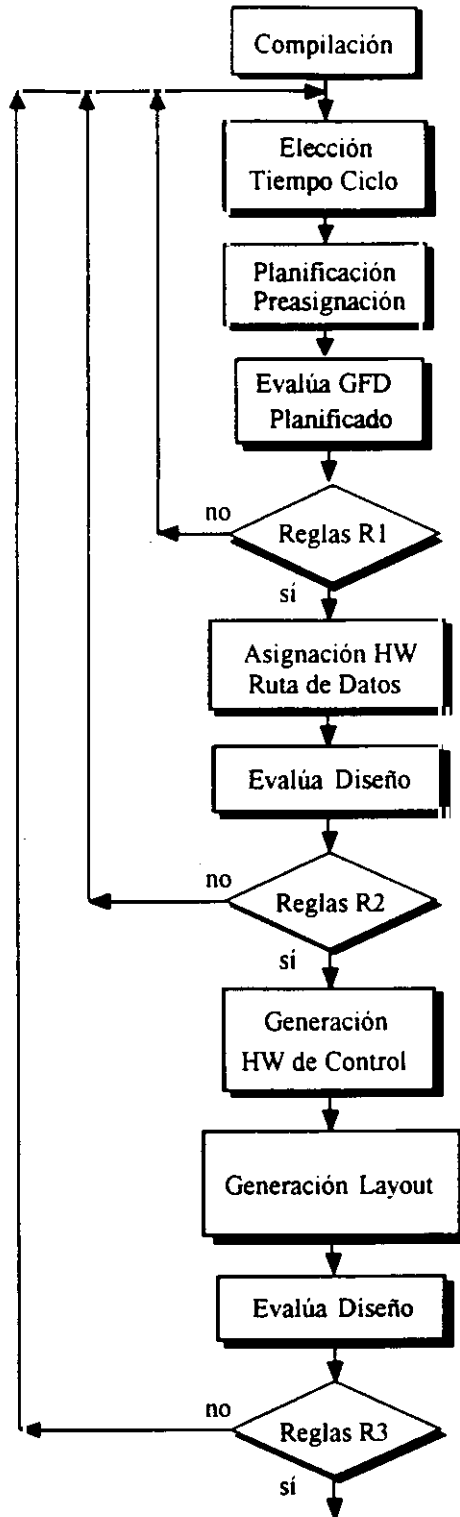 Compilación
Elección
Tiempo Ciclo
Planificación
Preasignación
Evalúa GFD
Planificado
no
Reglas R1
sí
Asignación HW
Ruta de Datos
Evalúa Diseño
no
Reglas R2
sí
Generación
HW de Control
Generación Layout
Evalúa Diseño
no
Reglas R3
sí